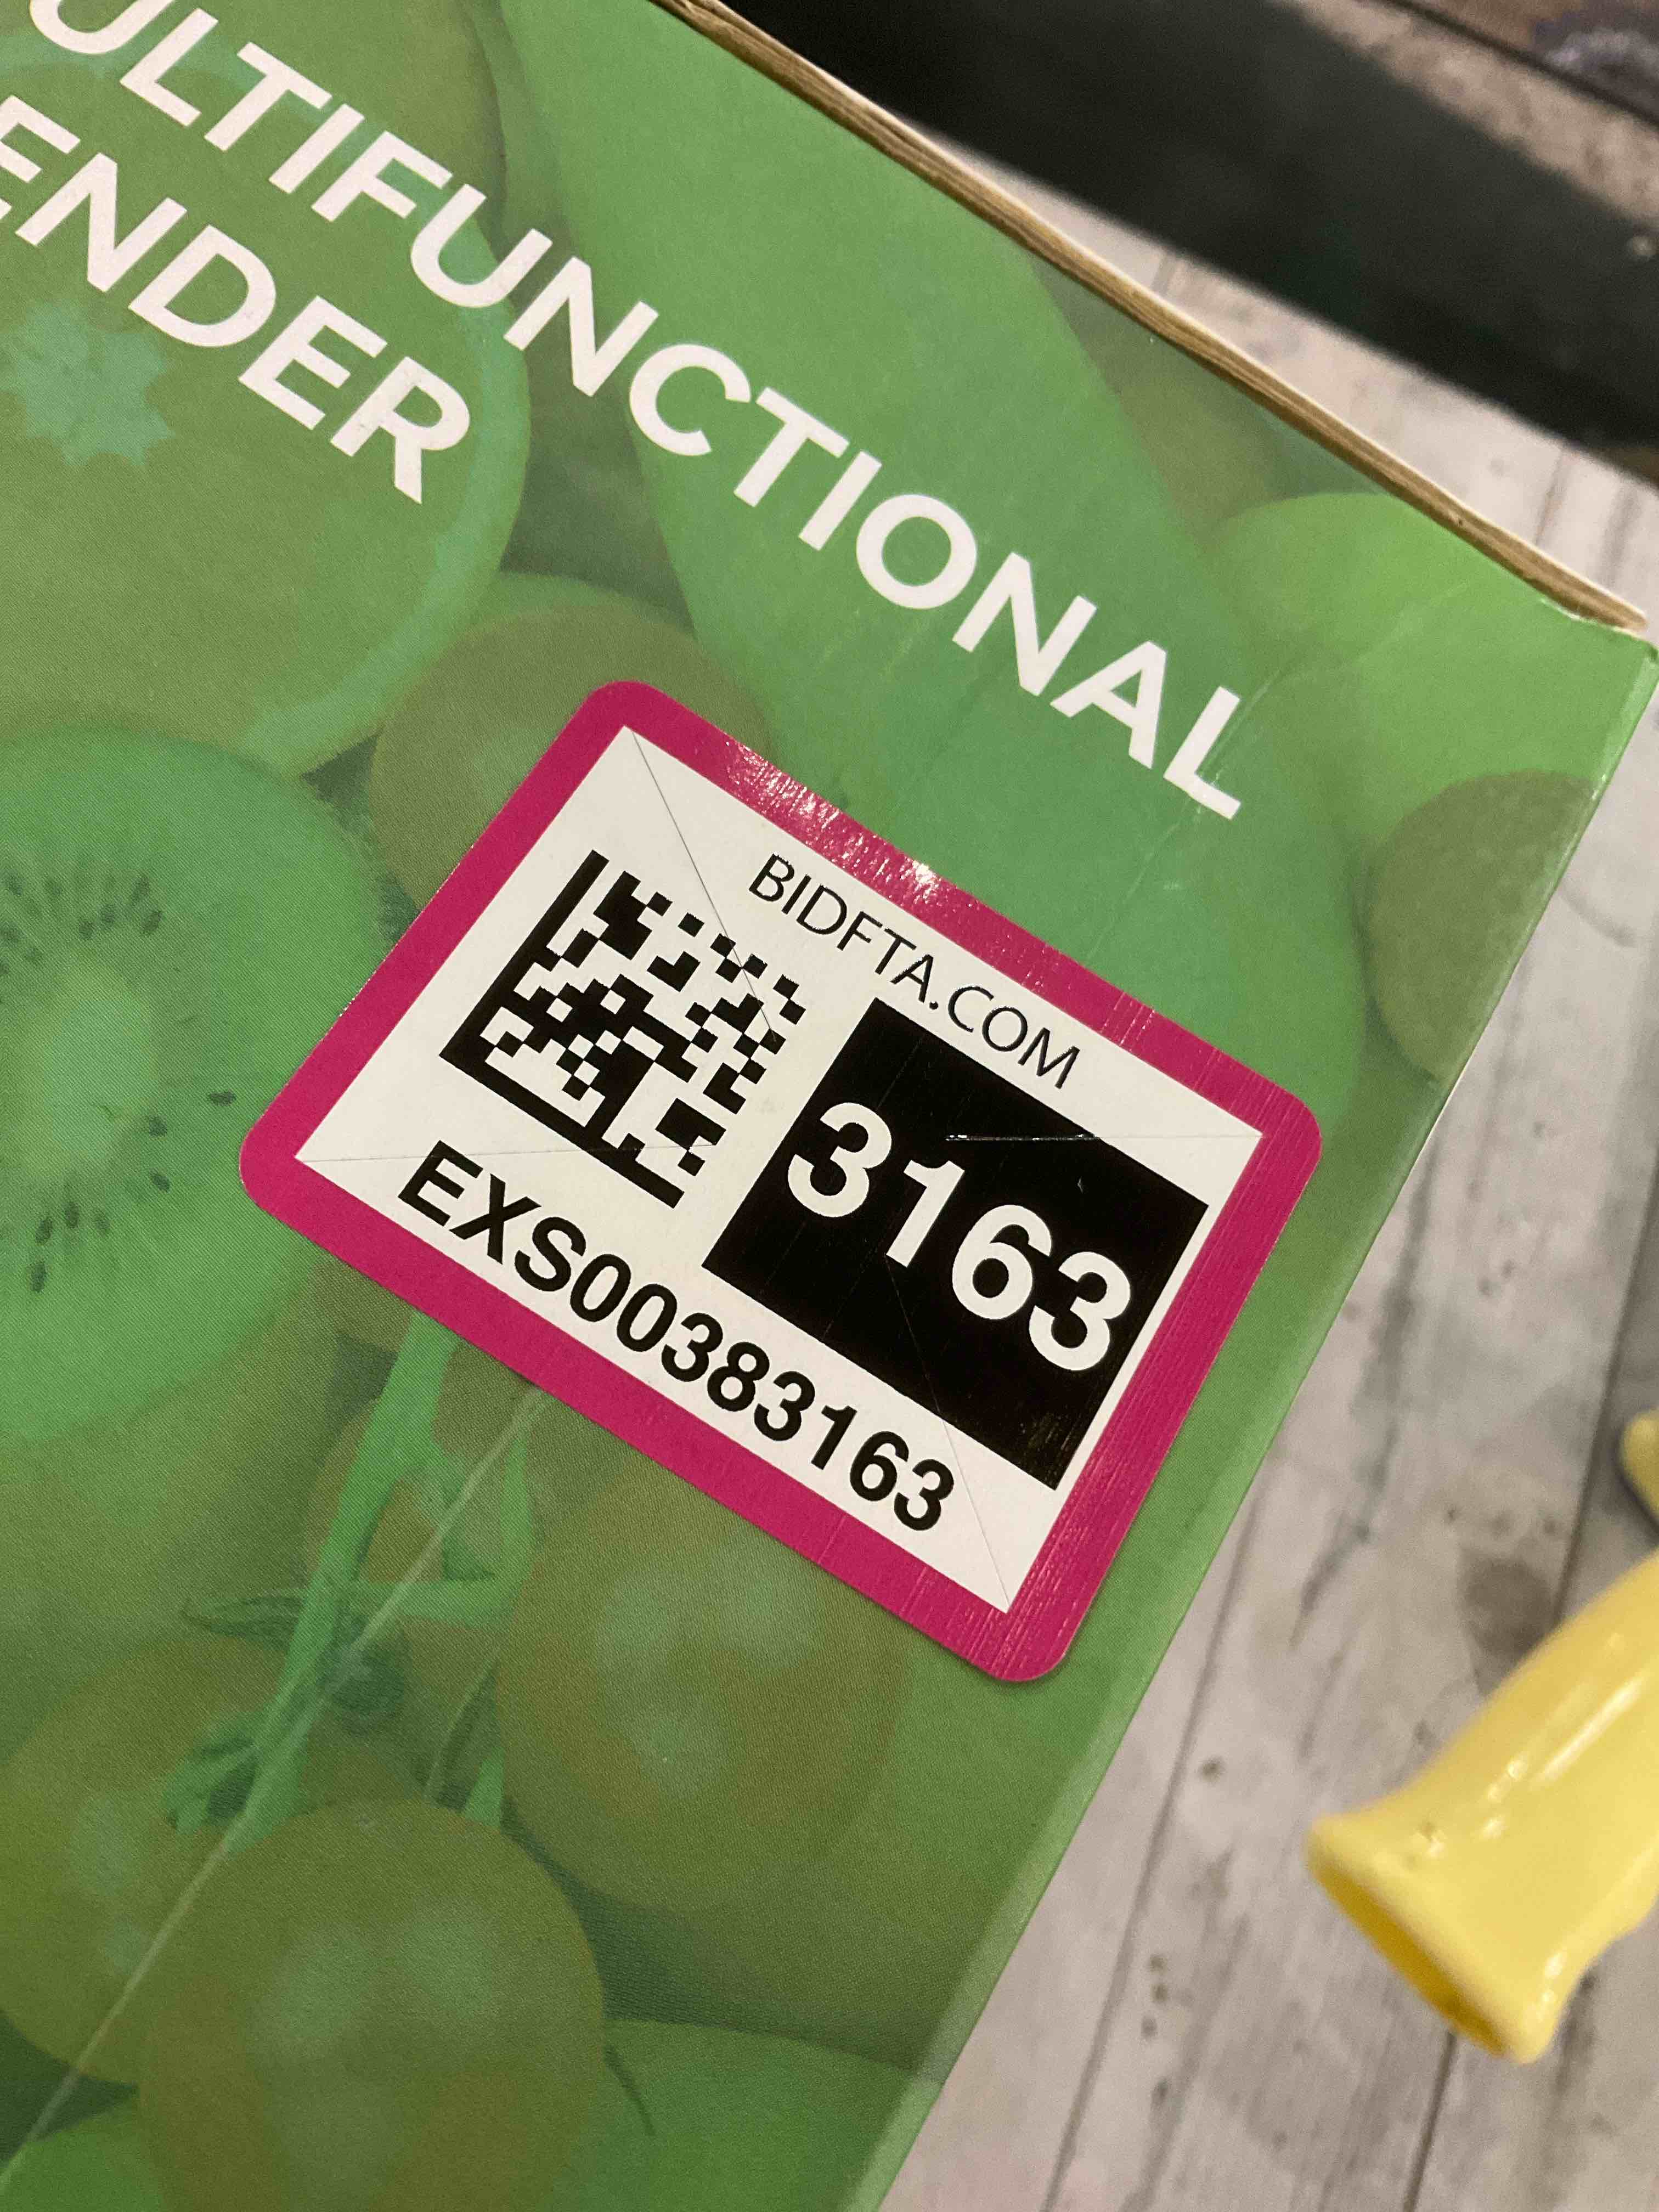 ULTIFUNCTIONAL
ENDER
BIDFTA.COM
3163
EXS00383163